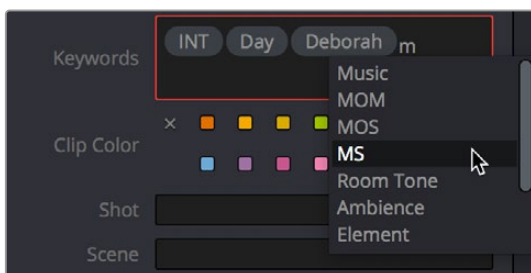 Keywords
INT Day Deborah m
Music
MOM
Clip Color
MOS
MS
Room Tone
Shot
Ambience
Element
Scene